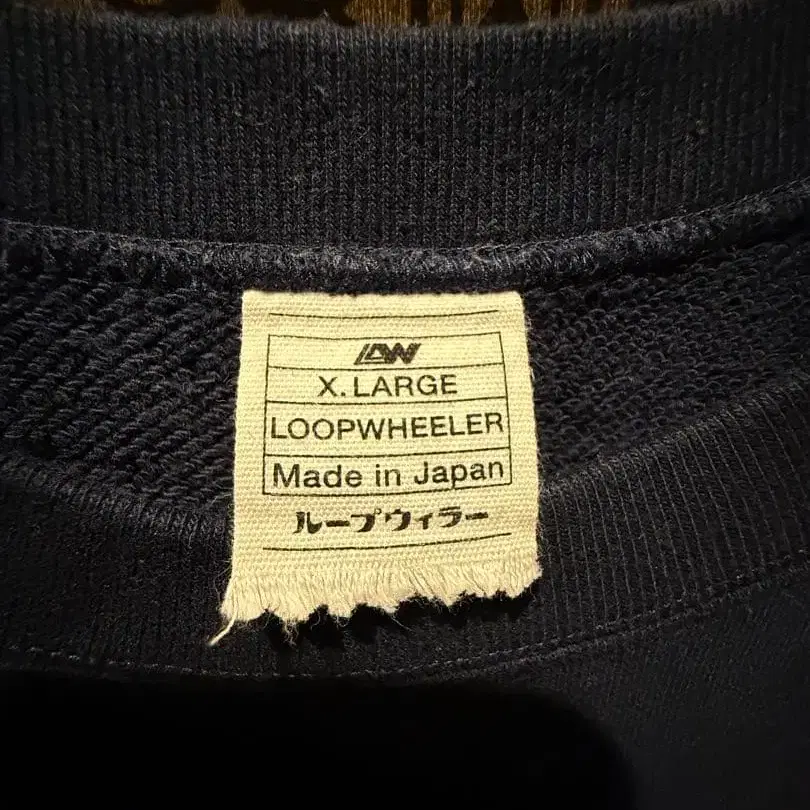 LW
X.LARGE
LOOPWHEELER
Made in Japan
ループウィラー